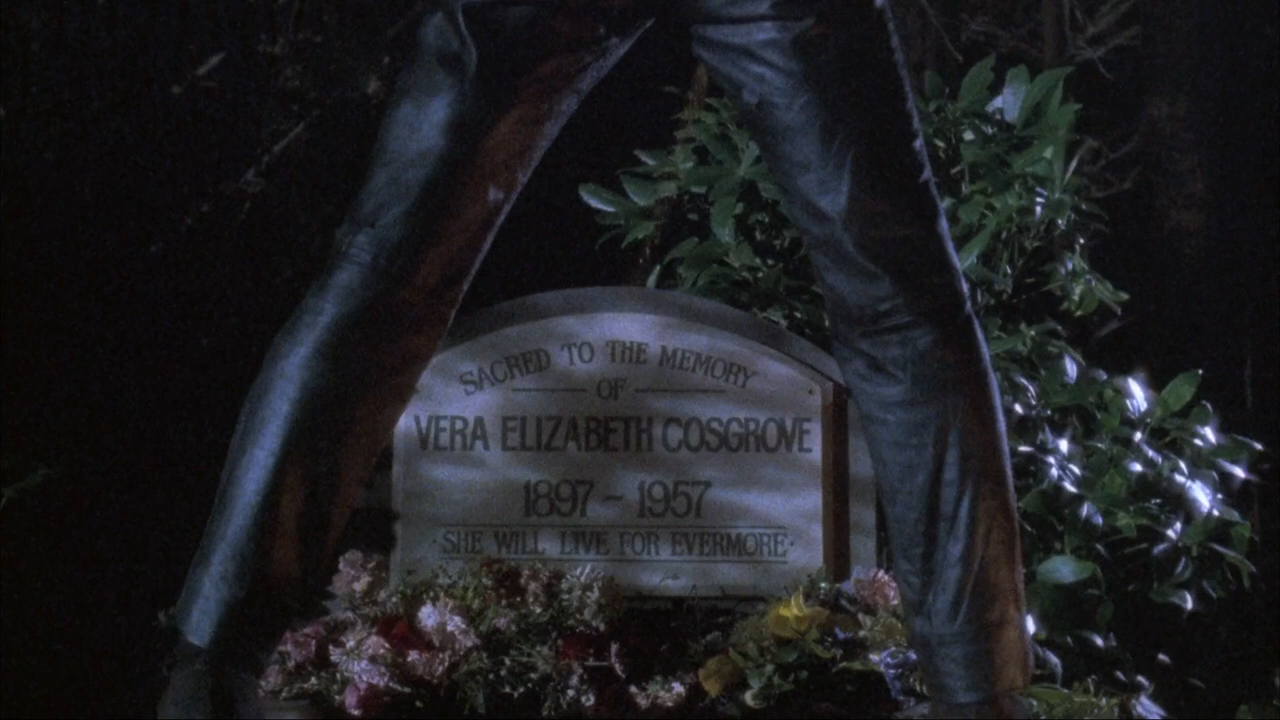 SACRED TO THE MEMORY
OF
VERA ELIZABETH COSGROVE
1897 - 1957
·SHE WILL LIVE FOR EVERMORE·